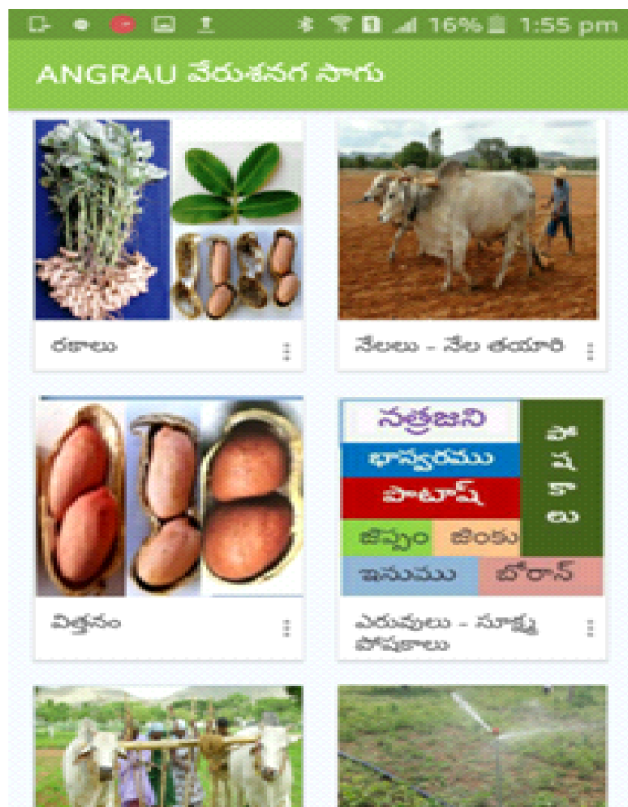 16% 1:55 pm
ANGRAU వేరుశనగ సాగు
రకాలు
నేలలు - నేల తయారి
నత్రజని
భాస్వరము
పొటాష్
జిప్సం జింకు
ఇనుము బోరాన్
పోషకాలు
విత్తనం
ఎరువులు - సూక్ష్మ
పోషకాలు